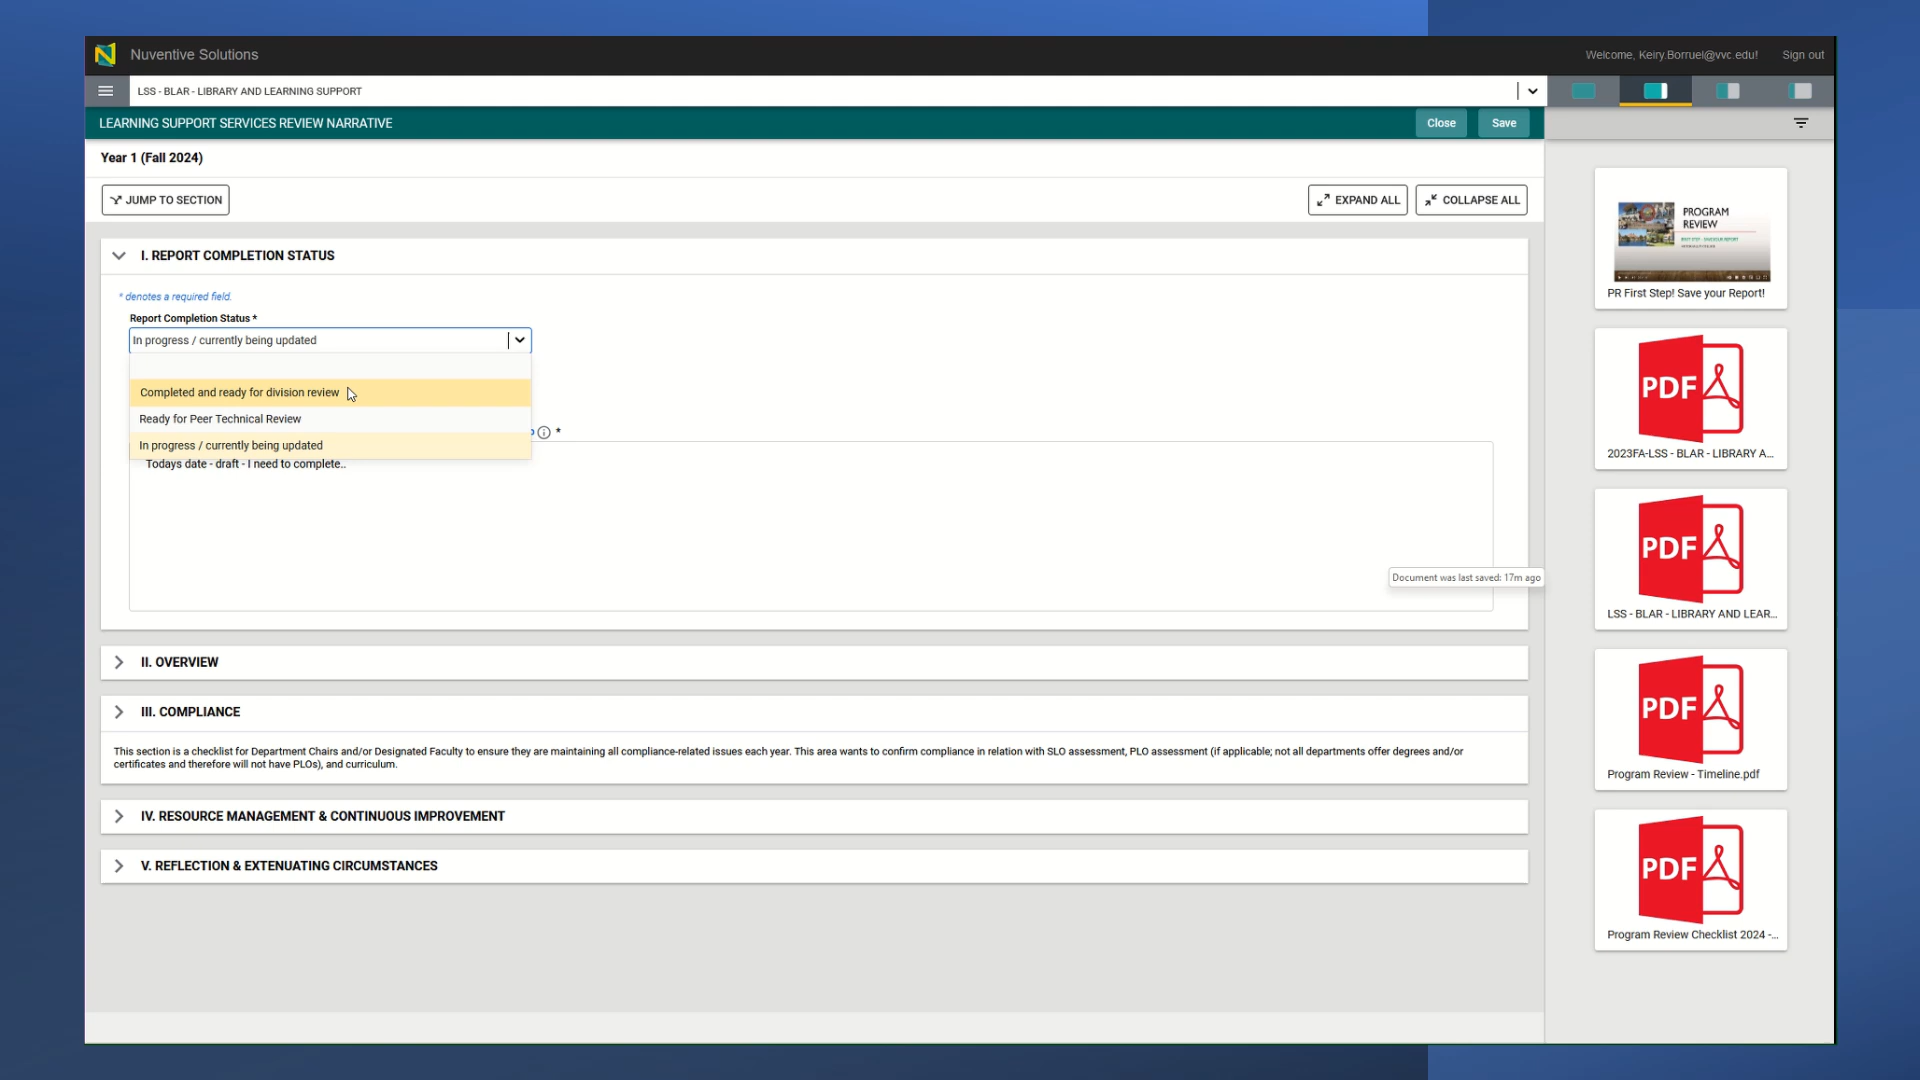 Nuventive Solutions
Welcome, Keiry.Borruel@vvc.edu!
Sign out
LSS - BLAR - LIBRARY AND LEARNING SUPPORT
LEARNING SUPPORT SERVICES REVIEW NARRATIVE
Close
Save
Year 1 (Fall 2024)
JUMP TO SECTION
EXPAND ALL
COLLAPSE ALL
I. REPORT COMPLETION STATUS
* denotes a required field.
Report Completion Status *
In progress / currently being updated
Completed and ready for division review
Ready for Peer Technical Review
In progress / currently being updated
*
Todays date - draft - I need to complete..
Document was last saved: 17m ago
II. OVERVIEW
III. COMPLIANCE
This section is a checklist for Department Chairs and/or Designated Faculty to ensure they are maintaining all compliance-related issues each year. This area wants to confirm compliance in relation with SLO assessment, PLO assessment (if applicable; not all departments offer degrees and/or
certificates and therefore will not have PLOs), and curriculum.
IV. RESOURCE MANAGEMENT & CONTINUOUS IMPROVEMENT
V. REFLECTION & EXTENUATING CIRCUMSTANCES
PROGRAM
REVIEW
PR First Step! Save your Report!
PDF
2023FA-LSS - BLAR - LIBRARY A...
PDF
LSS - BLAR - LIBRARY AND LEAR...
PDF
Program Review - Timeline.pdf
PDF
Program Review Checklist 2024 -...